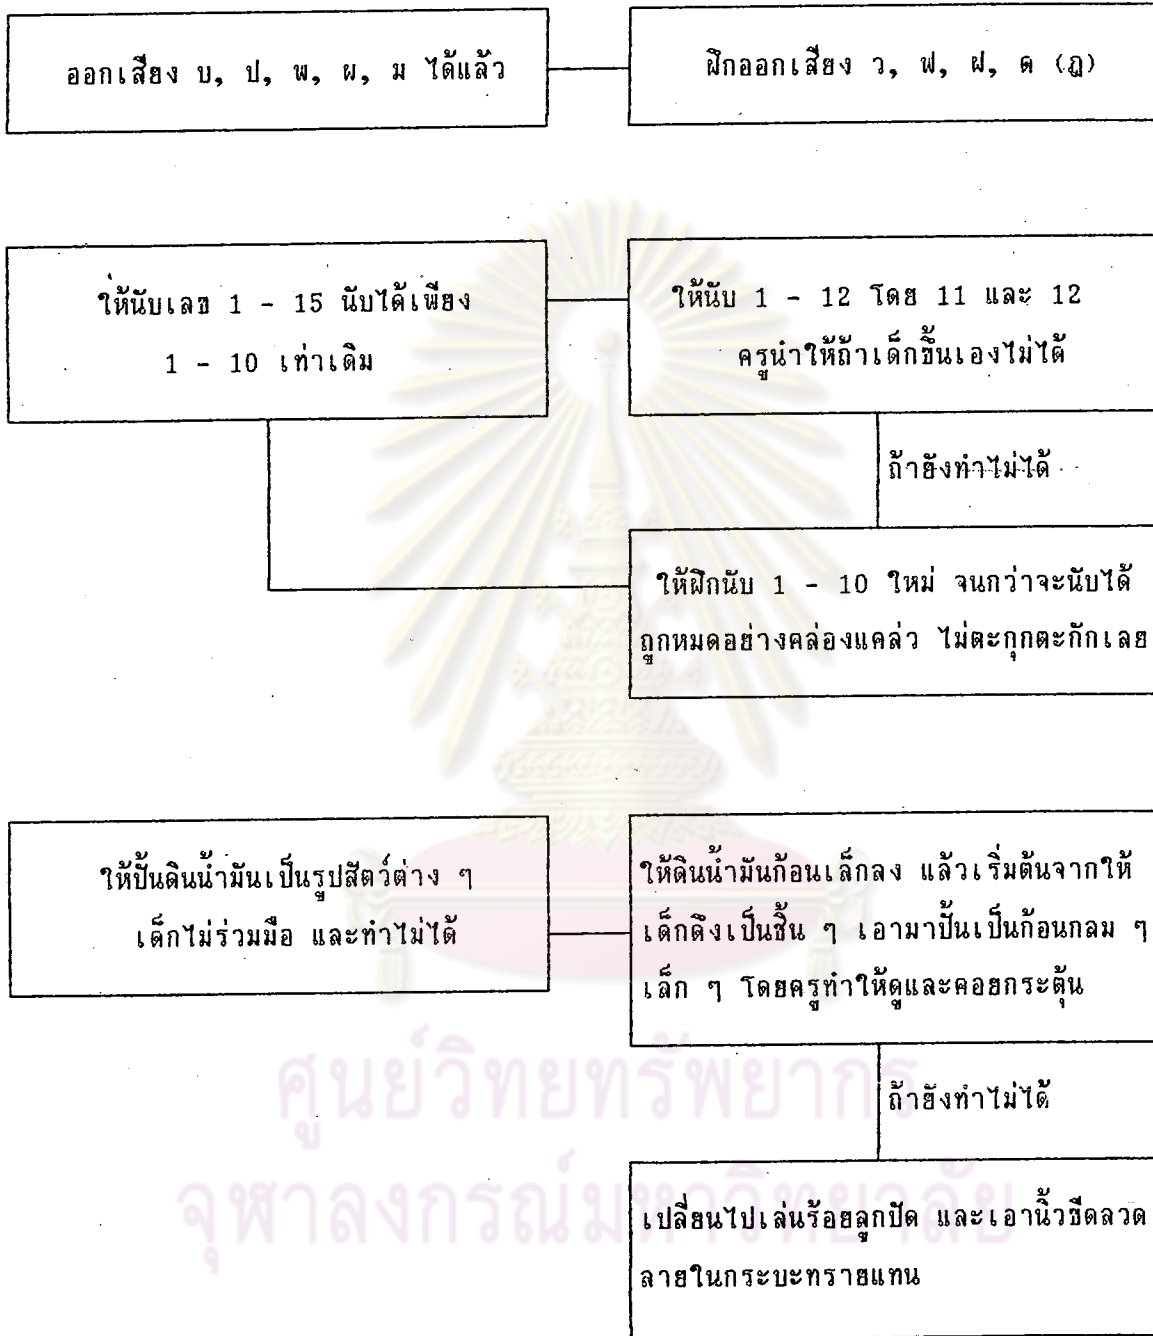 ออกเสียง บ, ป, พ, ผ, ม ได้แล้ว
ฝึกออกเสียง ว, ฟ, ฝ, ด (ฎ)
ให้นับเลข 1 - 15 นับได้เพียง
1 - 10 เท่าเดิม
ให้นับ 1 - 12 โดย 11 และ 12
ครูนำให้ถ้าเด็กขึ้นเองไม่ได้
ถ้ายังทำไม่ได้
ให้ฝึกนับ 1 - 10 ใหม่ จนกว่าจะนับได้
ถูกหมดอย่างคล่องแคล่ว ไม่ตะกุกตะกักเลย
ให้ปั้นดินน้ำมันเป็นรูปสัตว์ต่าง ๆ
เด็กไม่ร่วมมือ และทำไม่ได้
ให้ดินน้ำมันก้อนเล็กลง แล้วเริ่มต้นจากให้
เด็กดึงเป็นชิ้น ๆ เอามาปั้นเป็นก้อนกลม ๆ
เล็ก ๆ โดยครูทำให้ดูและคอยกระตุ้น
ถ้ายังทำไม่ได้
เปลี่ยนไปเล่นร้อยลูกปัด และเอานิ้วขีดลวด
ลายในกระบะทรายแทน
ศูนย์วิทยทรัพยากร
จุฬาลงกรณ์มหาวิทยาลัย